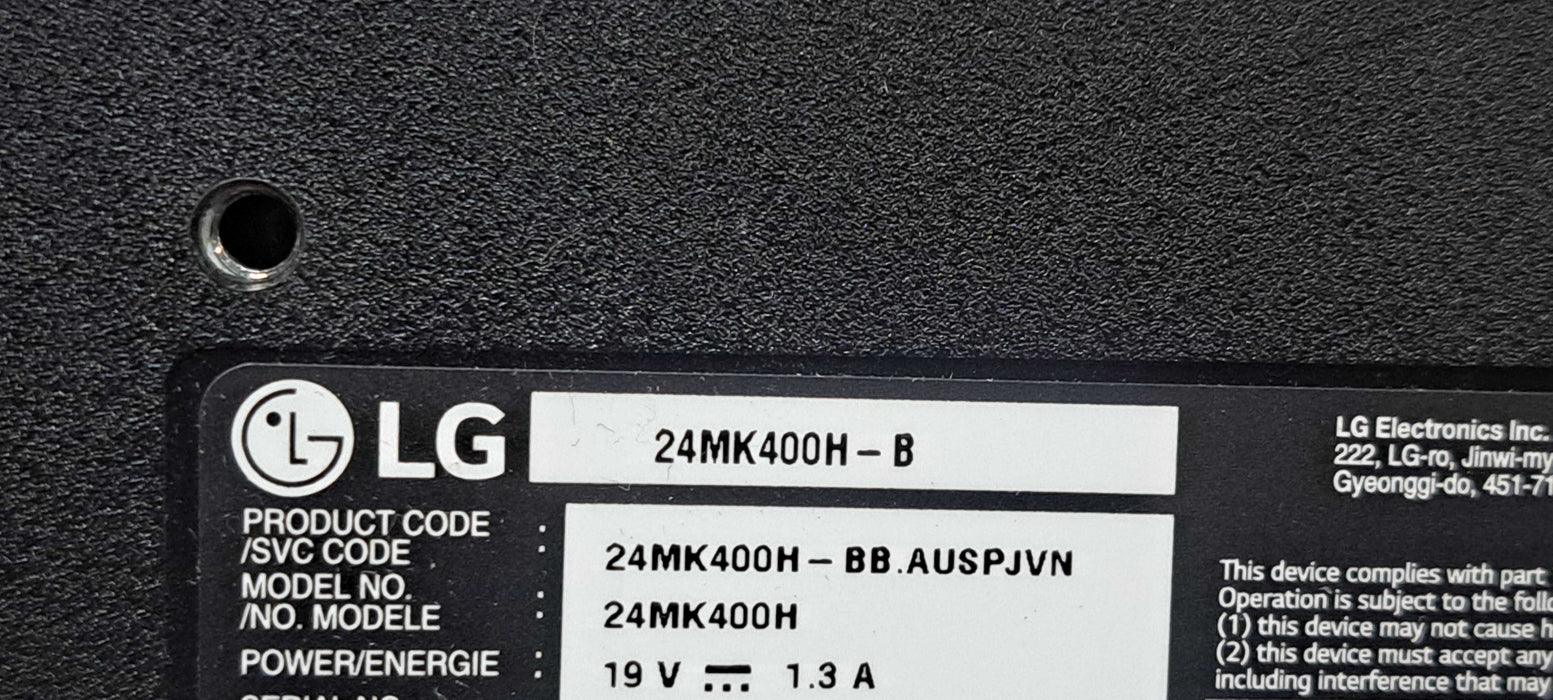 LG 24MK400H-B
PRODUCT CODE : 24MK400H-BB.AUSPJVN
/SVC CODE :
MODEL NO. : 24MK400H
/NO. MODELE :
POWER/ENERGIE : 19 V ⎓ 1.3 A
LG Electronics Inc.
222, LG-ro, Jinwi-my
Gyeonggi-do, 451-71
This device complies with part
Operation is subject to the follo
(1) this device may not cause h
(2) this device must accept any
including interference that may